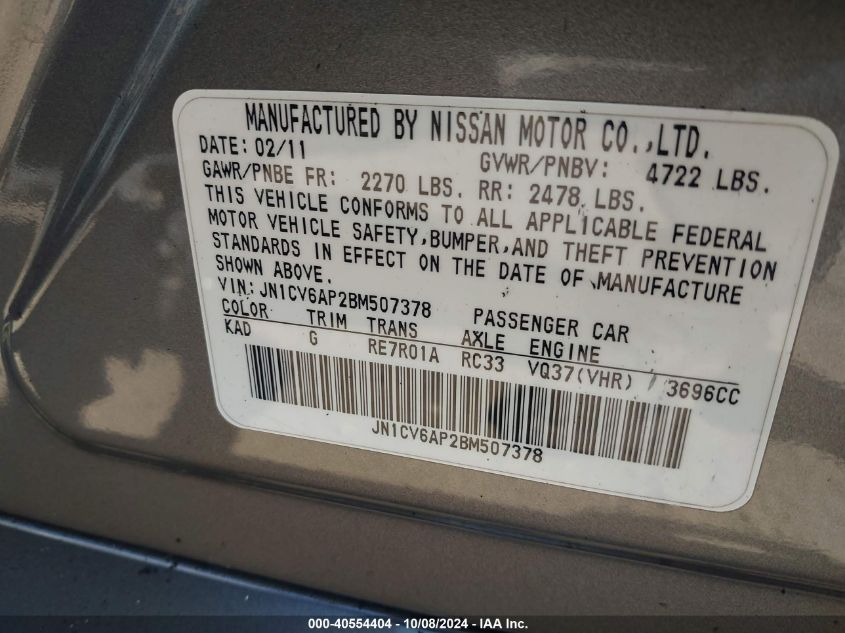 MANUFACTURED BY NISSAN MOTOR CO.,LTD.
DATE: 02/11 GVWR/PNBV: 4722 LBS.
GAWR/PNBE FR: 2270 LBS. RR: 2478 LBS.
THIS VEHICLE CONFORMS TO ALL APPLICABLE FEDERAL
MOTOR VEHICLE SAFETY,BUMPER,AND THEFT PREVENTION
STANDARDS IN EFFECT ON THE DATE OF MANUFACTURE
SHOWN ABOVE.
VIN: JN1CV6AP2BM507378 PASSENGER CAR
COLOR TRIM TRANS AXLE ENGINE
KAD G RE7R01A RC33 VQ37(VHR) / 3696CC
JN1CV6AP2BM507378
000-40554404 - 10/08/2024 - IAA Inc.